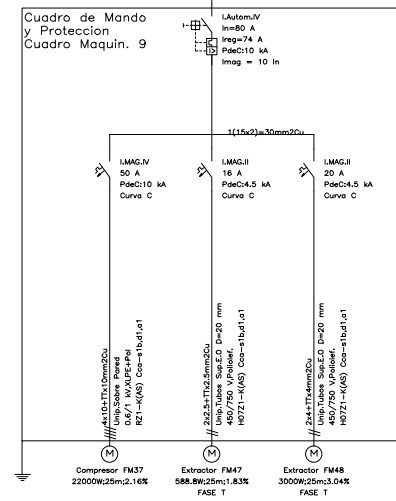 Cuadro de Mando
y Proteccion
Cuadro Maquin. 9
I.Autom.IV
In=80 A
Ireg=74 A
PdeC:10 kA
Imag = 10 In
1(15x2)=30mm2Cu
I.MAG.IV
50 A
PdeC:10 kA
Curva C
I.MAG.II
16 A
PdeC:4.5 kA
Curva C
I.MAG.II
20 A
PdeC:4.5 kA
Curva C
4x10+TTx10mm2Cu
Unip.Sobre Pared
0.6/1 kV,XLPE+Pol
RZ1-K(AS) Cca-s1b,d1,a1
2x2.5+TTx2.5mm2Cu
Unip.Tubos Sup.E.O D=20 mm
450/750 V,Poliolef.
H07Z1-K(AS) Cca-s1b,d1,a1
2x4+TTx4mm2Cu
Unip.Tubos Sup.E.O D=20 mm
450/750 V,Poliolef.
H07Z1-K(AS) Cca-s1b,d1,a1
M
M
M
Compresor FM37
22000W;25m;2.16%
Extractor FM47
588.8W;25m;1.83%
FASE T
Extractor FM48
3000W;25m;3.04%
FASE T